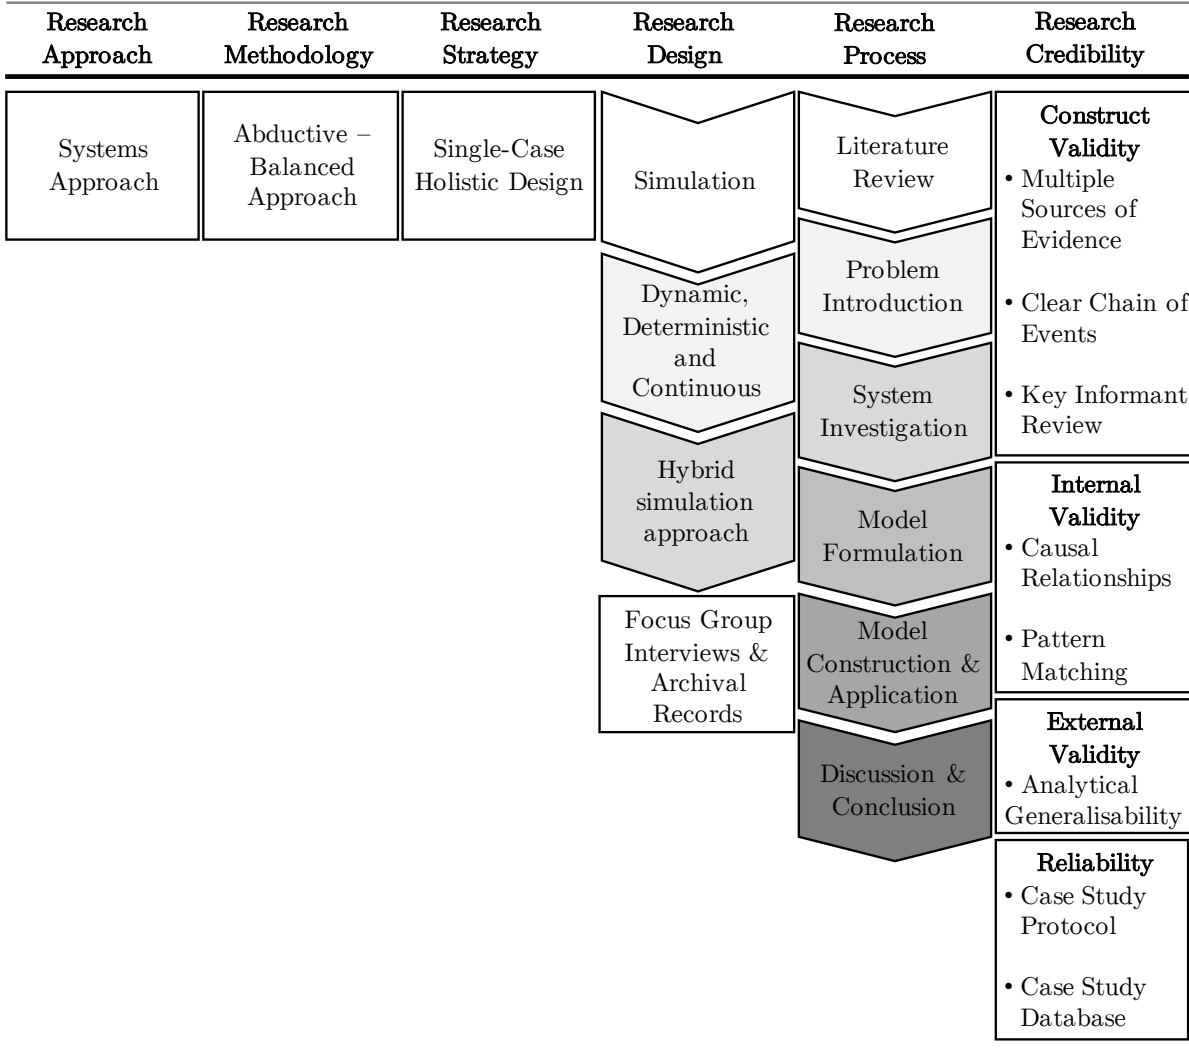 Research
Approach
Research
Methodology
Research
Strategy
Research
Design
Research
Process
Research
Credibility
Systems
Approach
Abductive –
Balanced
Approach
Single-Case
Holistic Design
Simulation
Dynamic,
Deterministic
and
Continuous
Hybrid
simulation
approach
Focus Group
Interviews &
Archival
Records
Literature
Review
Problem
Introduction
System
Investigation
Model
Formulation
Model
Construction &
Application
Discussion &
Conclusion
Construct
Validity
• Multiple
Sources of
Evidence
• Clear Chain of
Events
• Key Informant
Review
Internal
Validity
• Causal
Relationships
• Pattern
Matching
External
Validity
• Analytical
Generalisability
Reliability
• Case Study
Protocol
• Case Study
Database